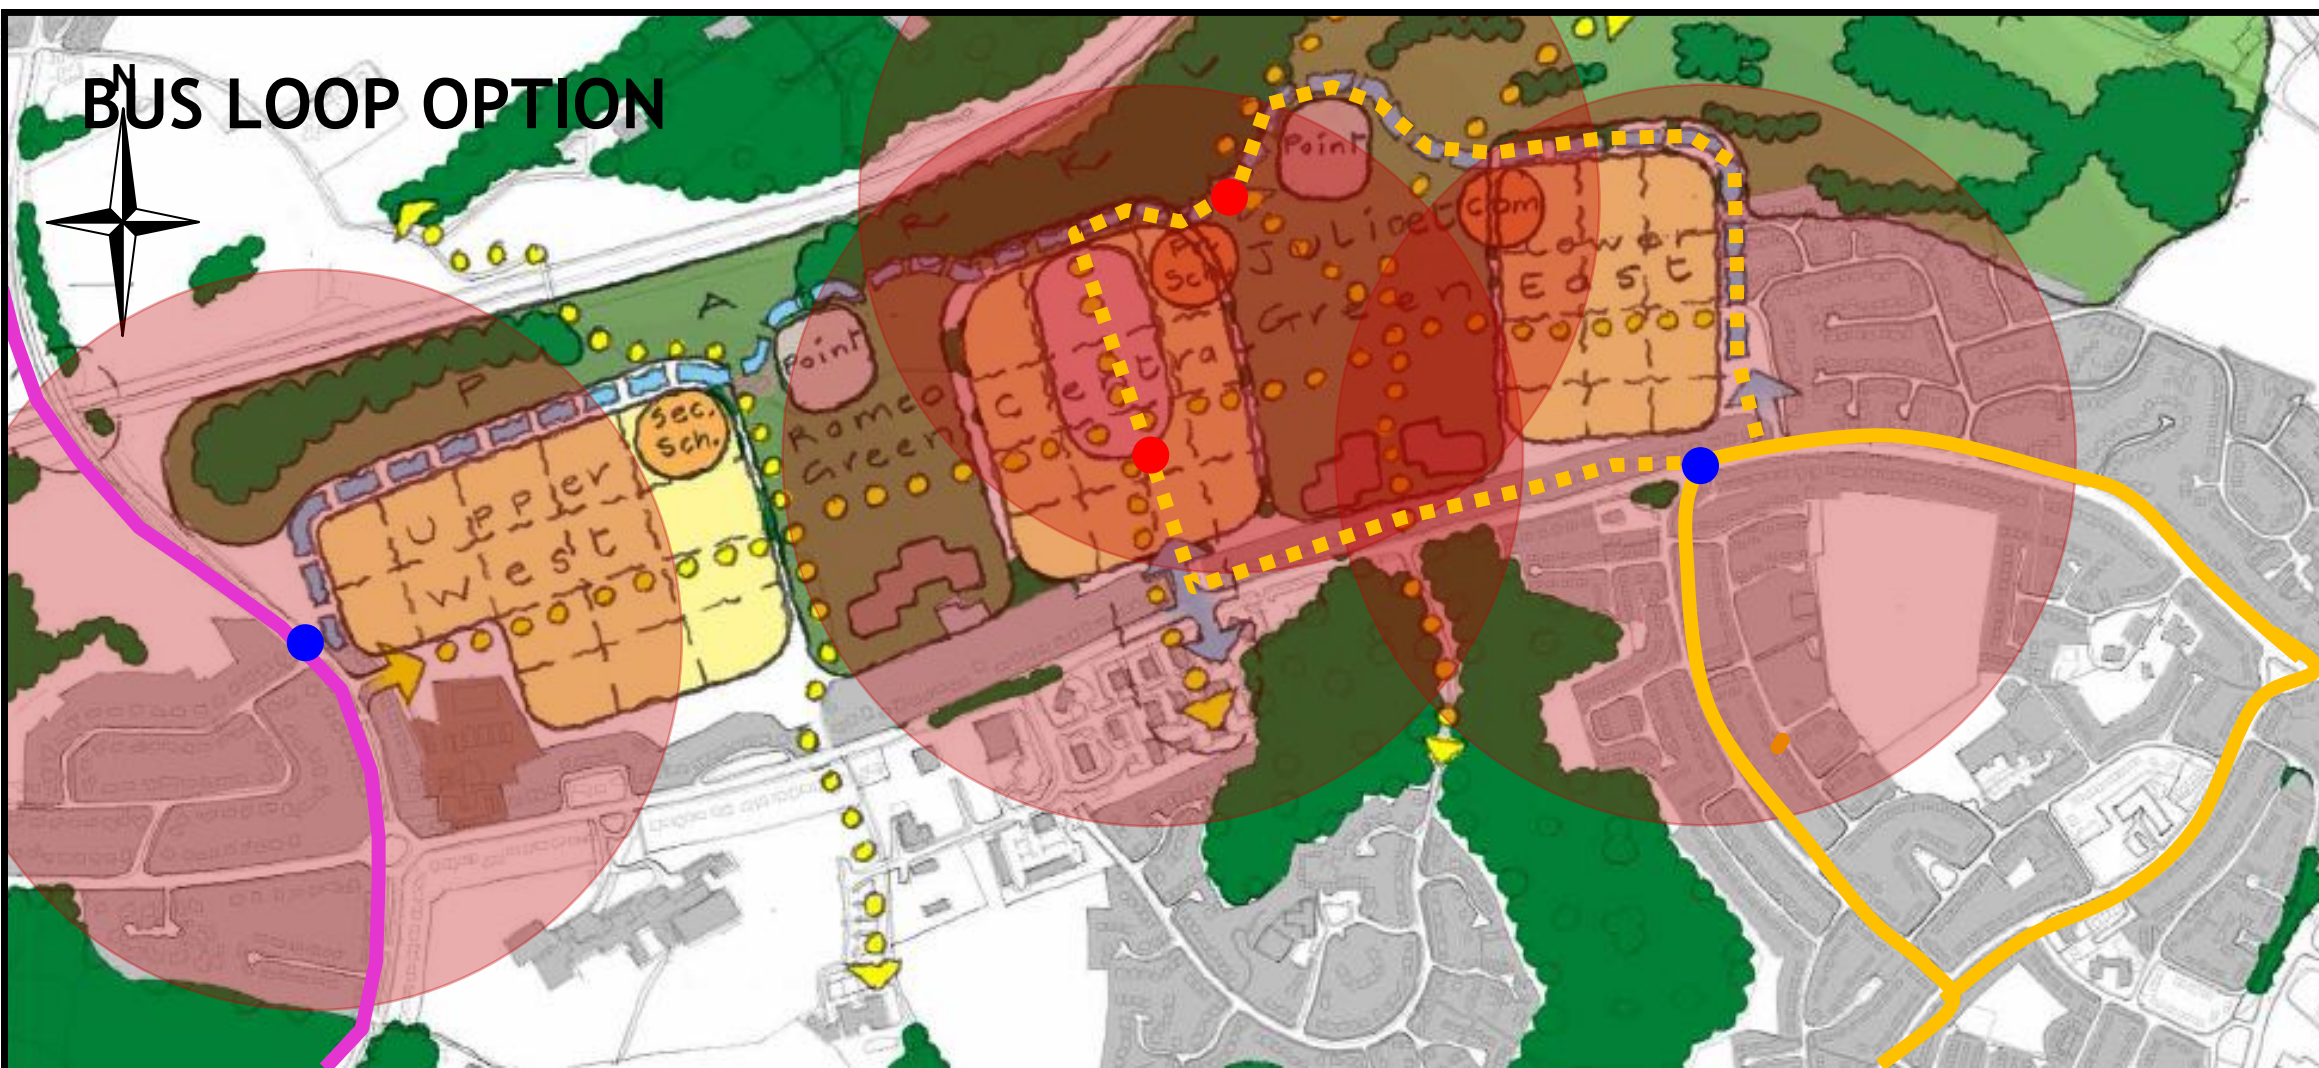 N
BUS LOOP OPTION
Point
com
Pr.
Sch.
Juliet
Green
Lower
East
P A R K
Point
Romeo
Green
Central
Sec.
Sch.
Upper
West